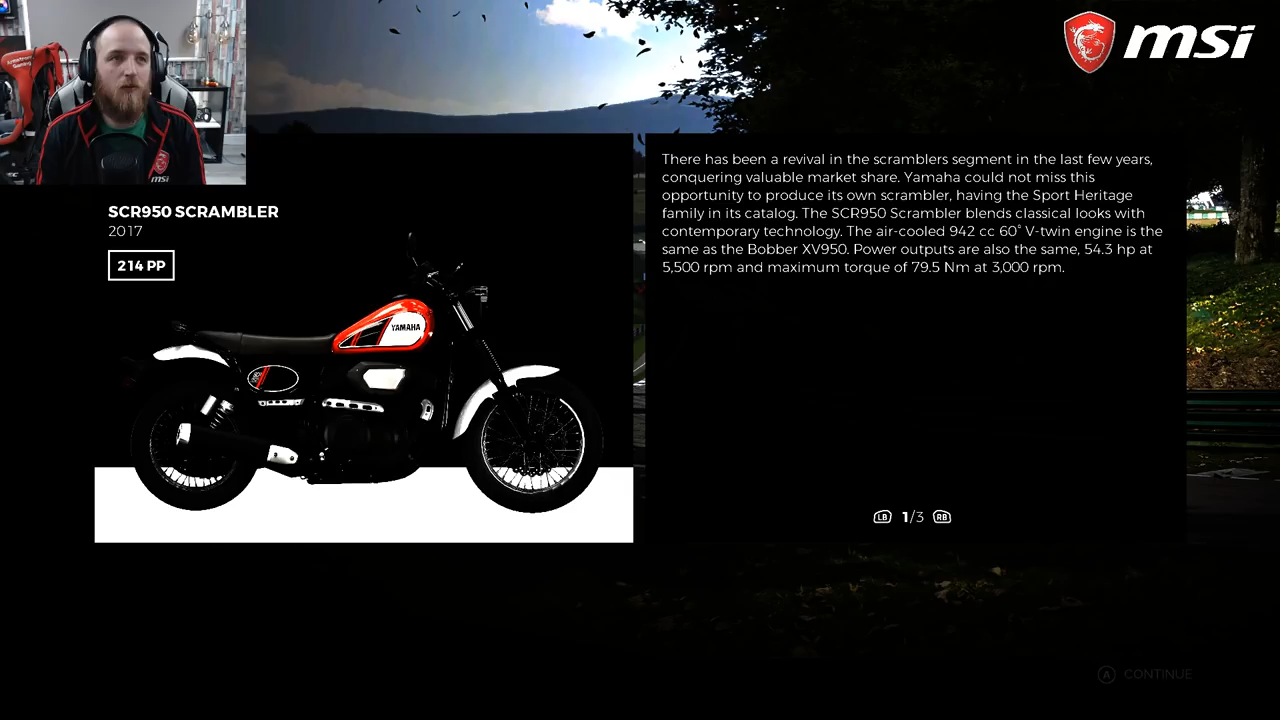 msi
msi
SCR950 SCRAMBLER
2017
214 PP
YAMAHA
There has been a revival in the scramblers segment in the last few years,
conquering valuable market share. Yamaha could not miss this
opportunity to produce its own scrambler, having the Sport Heritage
family in its catalog. The SCR950 Scrambler blends classical looks with
contemporary technology. The air-cooled 942 cc 60° V-twin engine is the
same as the Bobber XV950. Power outputs are also the same, 54.3 hp at
5,500 rpm and maximum torque of 79.5 Nm at 3,000 rpm.
LB 1/3 RB
A CONTINUE